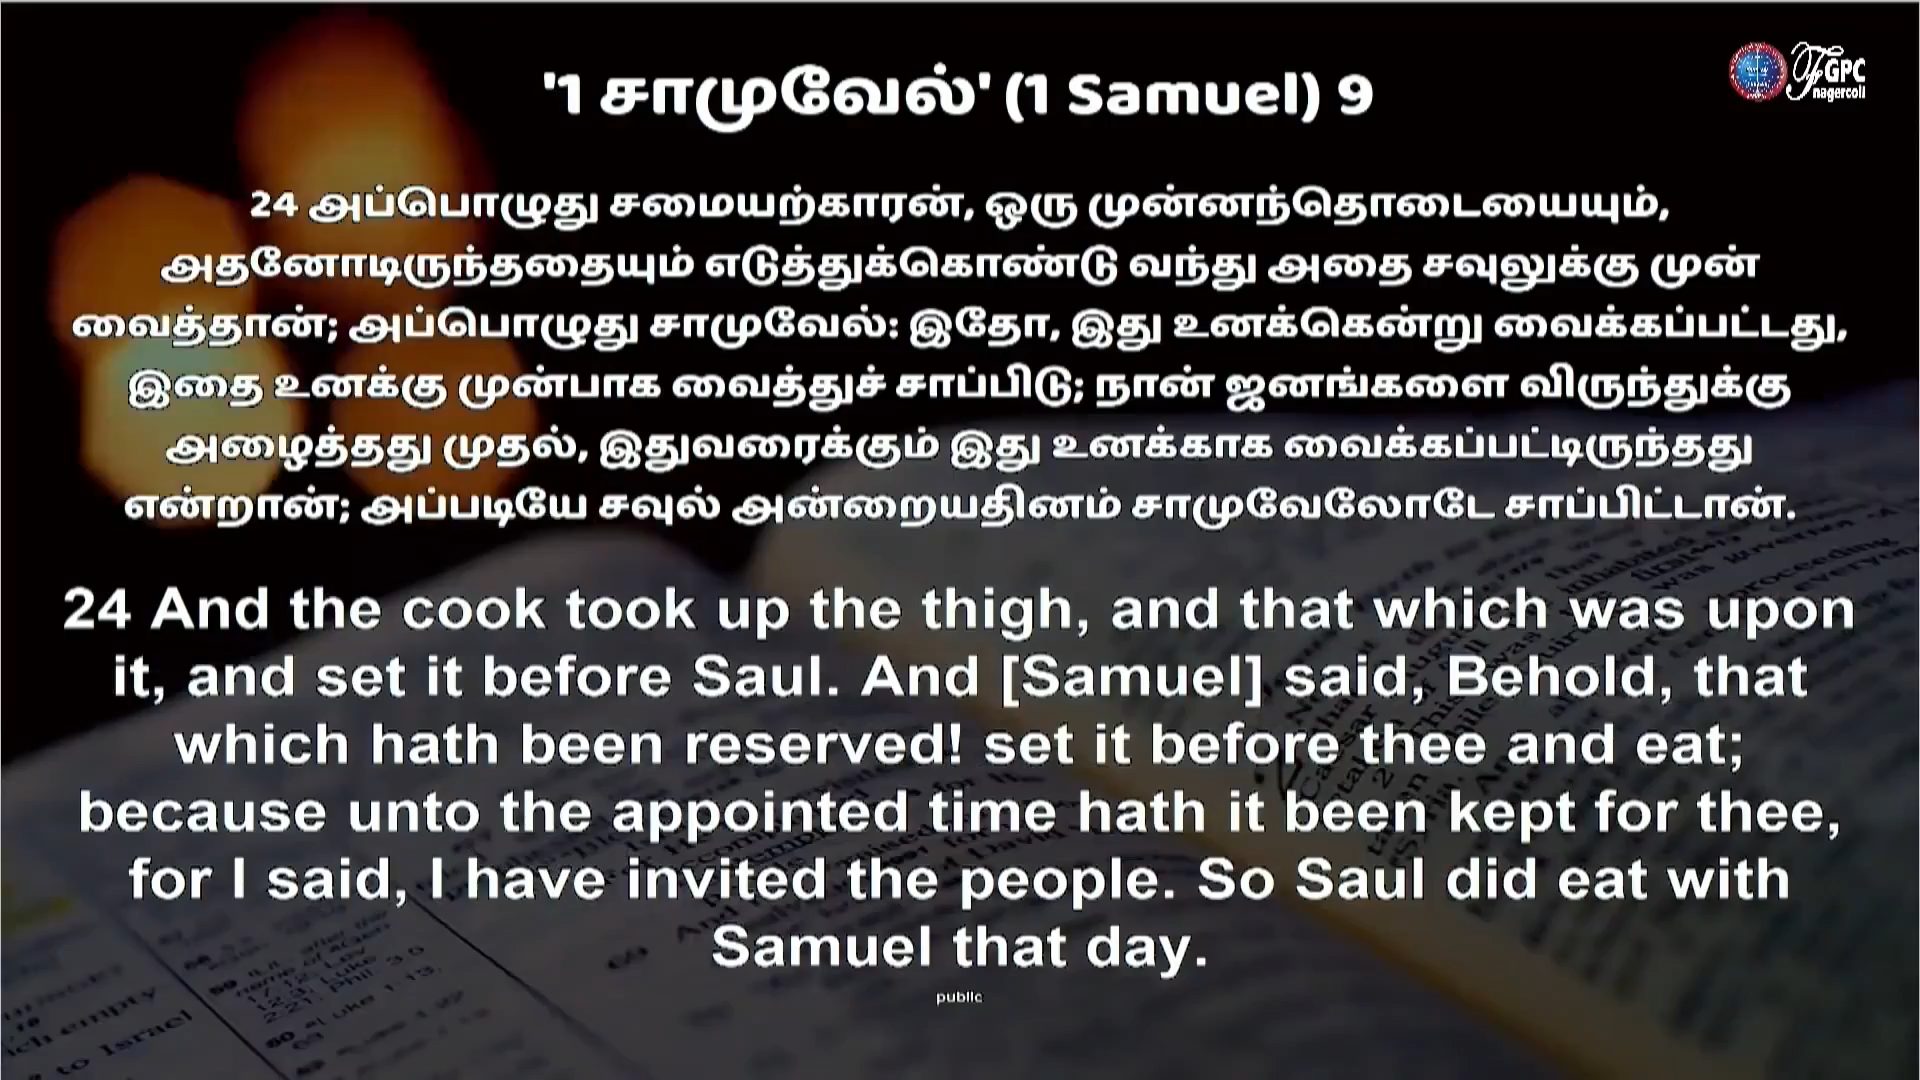 '1 சாமுவேல்' (1 Samuel) 9
FGPC
nagercoil
24 அப்பொழுது சமையற்காரன், ஒரு முன்னந்தொடையையும்,
அதனோடிருந்ததையும் எடுத்துக்கொண்டு வந்து அதை சவுலுக்கு முன்
வைத்தான்; அப்பொழுது சாமுவேல்: இதோ, இது உனக்கென்று வைக்கப்பட்டது,
இதை உனக்கு முன்பாக வைத்துச் சாப்பிடு; நான் ஜனங்களை விருந்துக்கு
அழைத்தது முதல், இதுவரைக்கும் இது உனக்காக வைக்கப்பட்டிருந்தது
என்றான்; அப்படியே சவுல் அன்றையதினம் சாமுவேலோடே சாப்பிட்டான்.
24 And the cook took up the thigh, and that which was upon
it, and set it before Saul. And [Samuel] said, Behold, that
which hath been reserved! set it before thee and eat;
because unto the appointed time hath it been kept for thee,
for I said, I have invited the people. So Saul did eat with
Samuel that day.
public